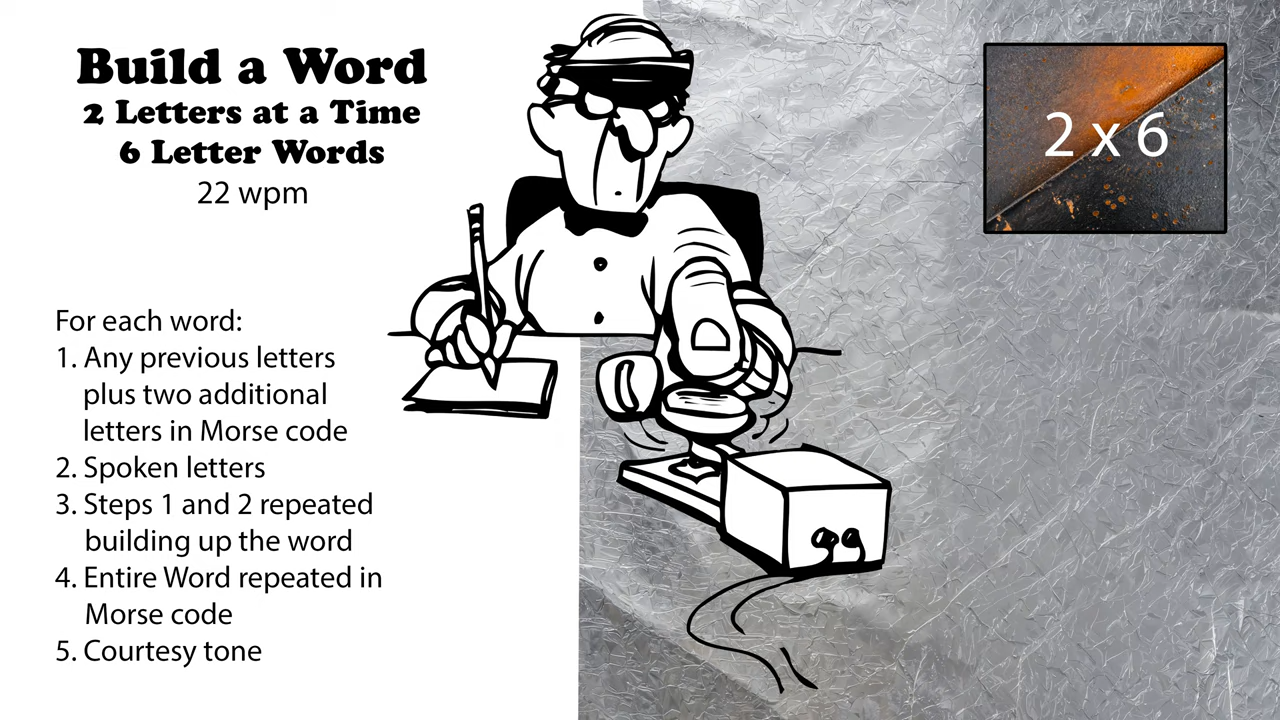 Build a Word
2 Letters at a Time
6 Letter Words
22 wpm
2 x 6
For each word:
1. Any previous letters
plus two additional
letters in Morse code
2. Spoken letters
3. Steps 1 and 2 repeated
building up the word
4. Entire Word repeated in
Morse code
5. Courtesy tone